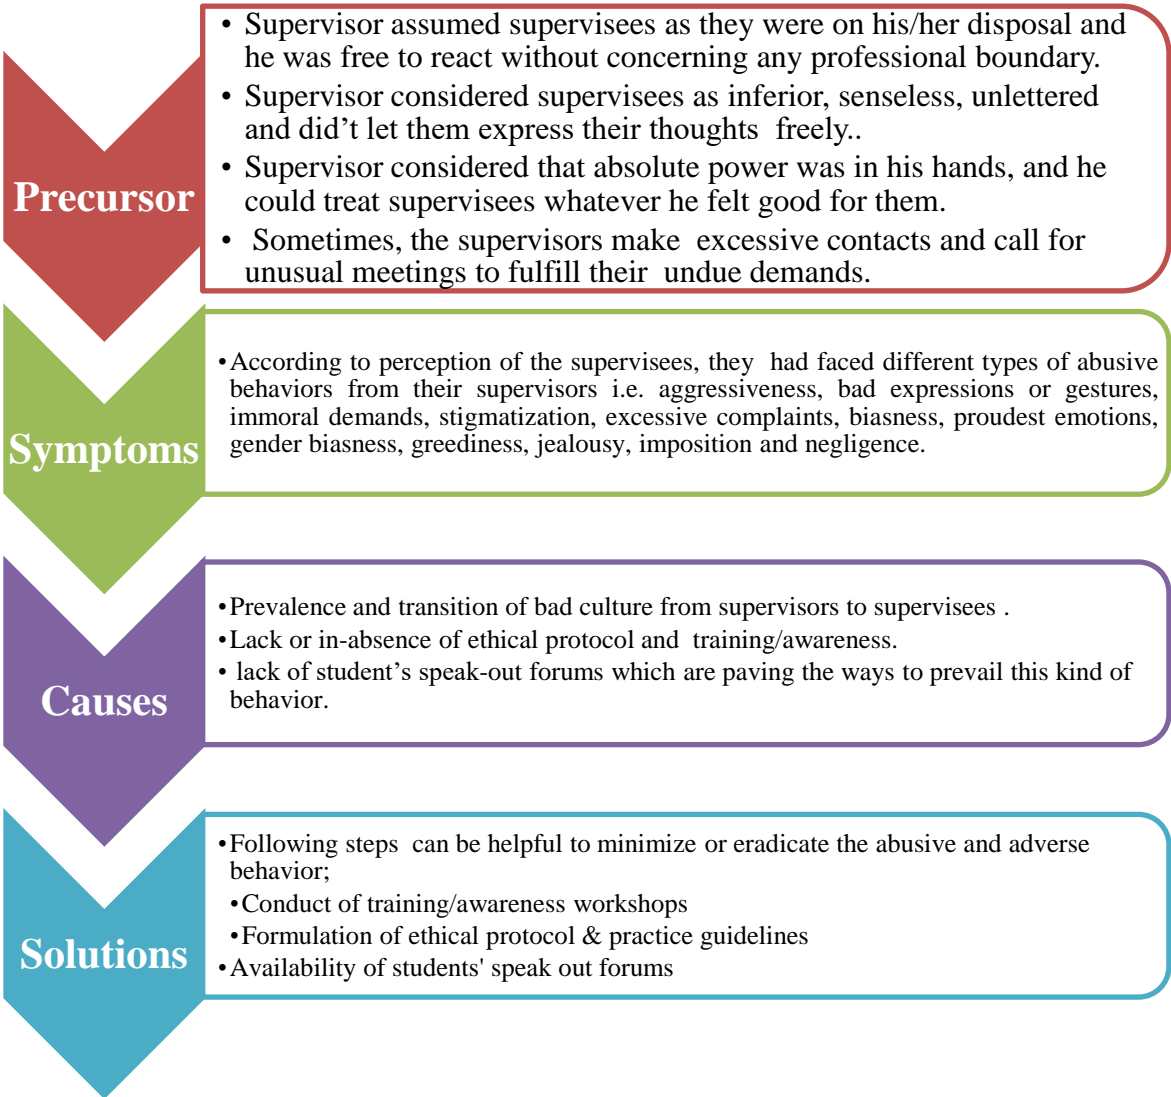 Precursor
• Supervisor assumed supervisees as they were on his/her disposal and
he was free to react without concerning any professional boundary.
• Supervisor considered supervisees as inferior, senseless, unlettered
and did't let them express their thoughts  freely..
• Supervisor considered that absolute power was in his hands, and he
could treat supervisees whatever he felt good for them.
•  Sometimes, the supervisors make  excessive contacts and call for
unusual meetings to fulfill their  undue demands.
Symptoms
•According to perception of the supervisees, they  had faced different types of abusive
behaviors from their supervisors i.e. aggressiveness, bad expressions or gestures,
immoral demands, stigmatization, excessive complaints, biasness, proudest emotions,
gender biasness, greediness, jealousy, imposition and negligence.
Causes
•Prevalence and transition of bad culture from supervisors to supervisees .
•Lack or in-absence of ethical protocol and  training/awareness.
• lack of student's speak-out forums which are paving the ways to prevail this kind of
behavior.
Solutions
•Following steps  can be helpful to minimize or eradicate the abusive and adverse
behavior;
•Conduct of training/awareness workshops
•Formulation of ethical protocol & practice guidelines
•Availability of students' speak out forums